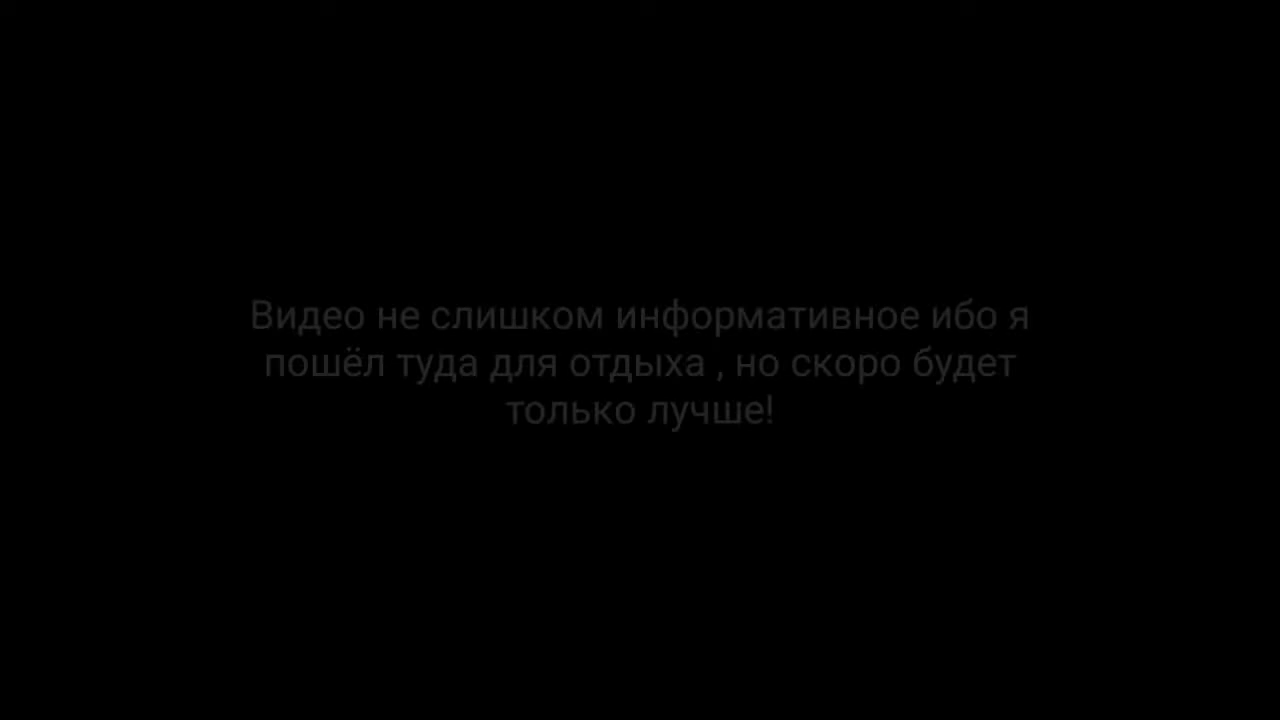 Видео не слишком информативное ибо я
пошёл туда для отдыха , но скоро будет
только лучше!